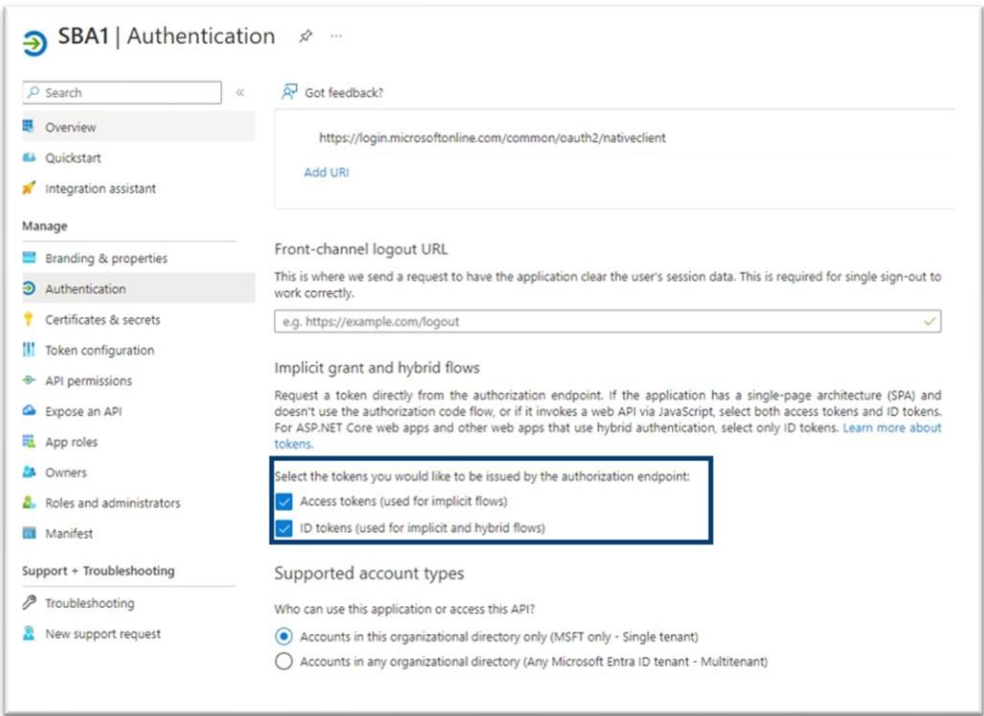 SBA1 | Authentication
Search
«
Got feedback?
Overview
Quickstart
Integration assistant
Manage
Branding & properties
Authentication
Certificates & secrets
Token configuration
API permissions
Expose an API
App roles
Owners
Roles and administrators
Manifest
Support + Troubleshooting
Troubleshooting
New support request
https://login.microsoftonline.com/common/oauth2/nativeclient
Add URI
Front-channel logout URL
This is where we send a request to have the application clear the user's session data. This is required for single sign-out to
work correctly.
e.g. https://example.com/logout
Implicit grant and hybrid flows
Request a token directly from the authorization endpoint. If the application has a single-page architecture (SPA) and
doesn't use the authorization code flow, or if it invokes a web API via JavaScript, select both access tokens and ID tokens.
For ASP.NET Core web apps and other web apps that use hybrid authentication, select only ID tokens. Learn more about
tokens.
Select the tokens you would like to be issued by the authorization endpoint:
Access tokens (used for implicit flows)
ID tokens (used for implicit and hybrid flows)
Supported account types
Who can use this application or access this API?
Accounts in this organizational directory only (MSFT only - Single tenant)
Accounts in any organizational directory (Any Microsoft Entra ID tenant - Multitenant)